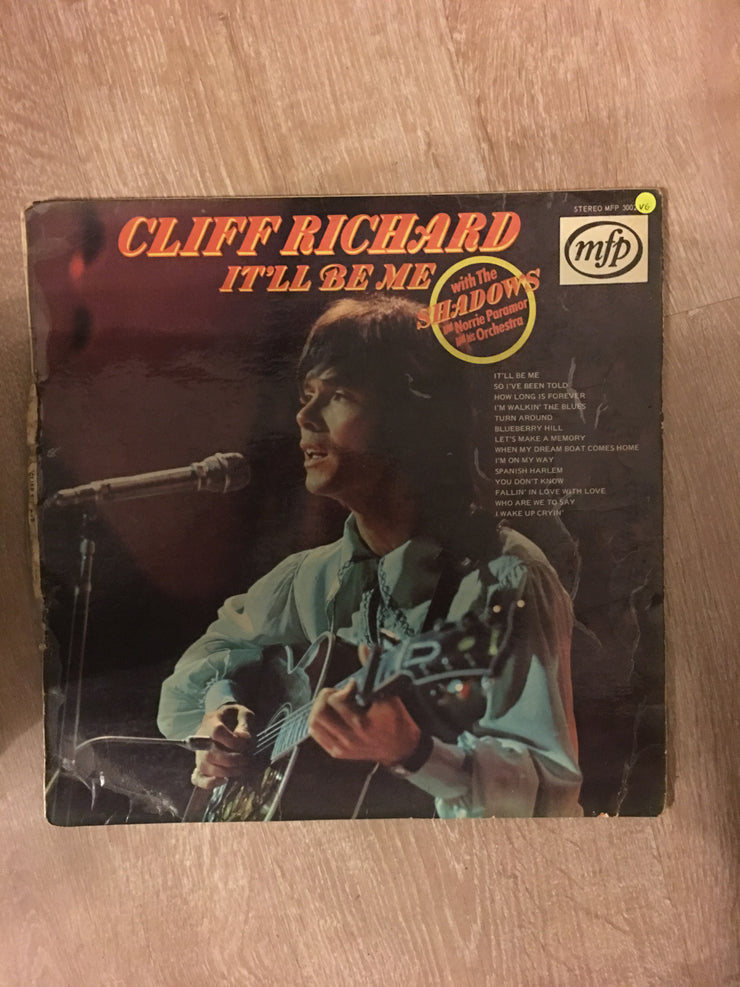 STEREO MFP
VG
CLIFF RICHARD
mfp
IT'LL BE ME
with The
SHADOWS
and Norrie Paramor
and his Orchestra
IT'LL BE ME
SO I'VE BEEN TOLD
HOW LONG IS FOREVER
I'M WALKIN' THE BLUES
TURN AROUND
BLUEBERRY HILL
LET'S MAKE A MEMORY
WHEN MY DREAM BOAT COMES HOME
I'M ON MY WAY
SPANISH HARLEM
YOU DON'T KNOW
FALLIN' IN LOVE WITH LOVE
WHO ARE WE TO SAY
I WAKE UP CRYIN'